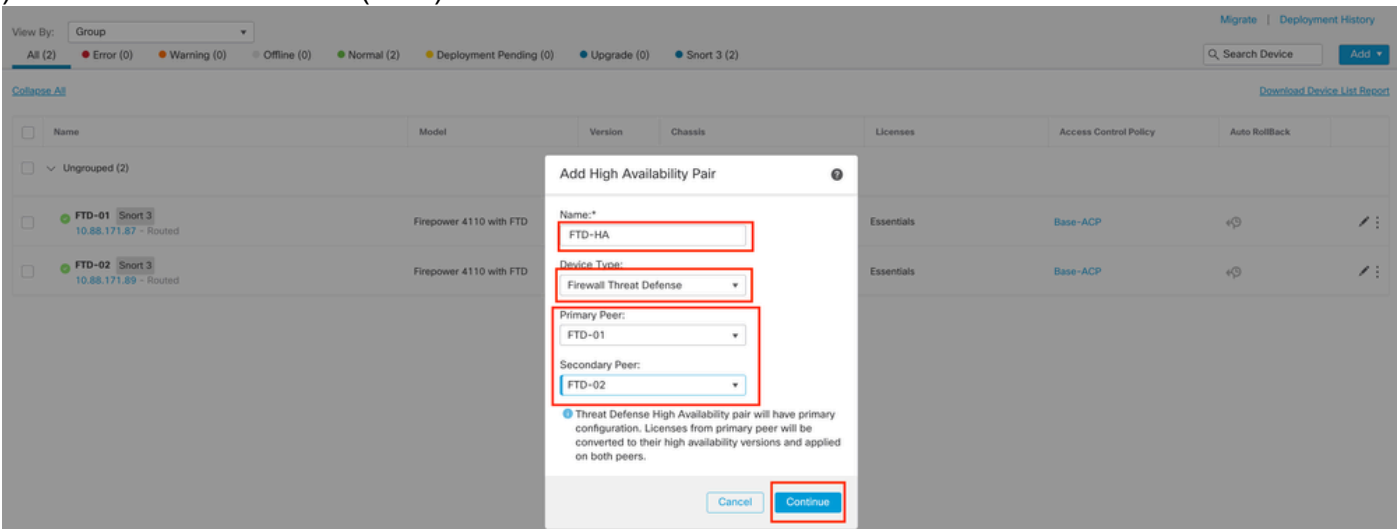 Migrate | Deployment History
View By: Group
All (2) Error (0) Warning (0) Offline (0) Normal (2) Deployment Pending (0) Upgrade (0) Snort 3 (2) Search Device Add
Collapse All Download Device List Report
Name Model Version Chassis Licenses Access Control Policy Auto RollBack
Ungrouped (2)
FTD-01 Snort 3 Firepower 4110 with FTD Essentials Base-ACP
10.88.171.87 - Routed
FTD-02 Snort 3 Firepower 4110 with FTD Essentials Base-ACP
10.88.171.89 - Routed
Add High Availability Pair
Name:*
FTD-HA
Device Type:
Firewall Threat Defense
Primary Peer:
FTD-01
Secondary Peer:
FTD-02
Threat Defense High Availability pair will have primary
configuration. Licenses from primary peer will be
converted to their high availability versions and applied
on both peers.
Cancel Continue